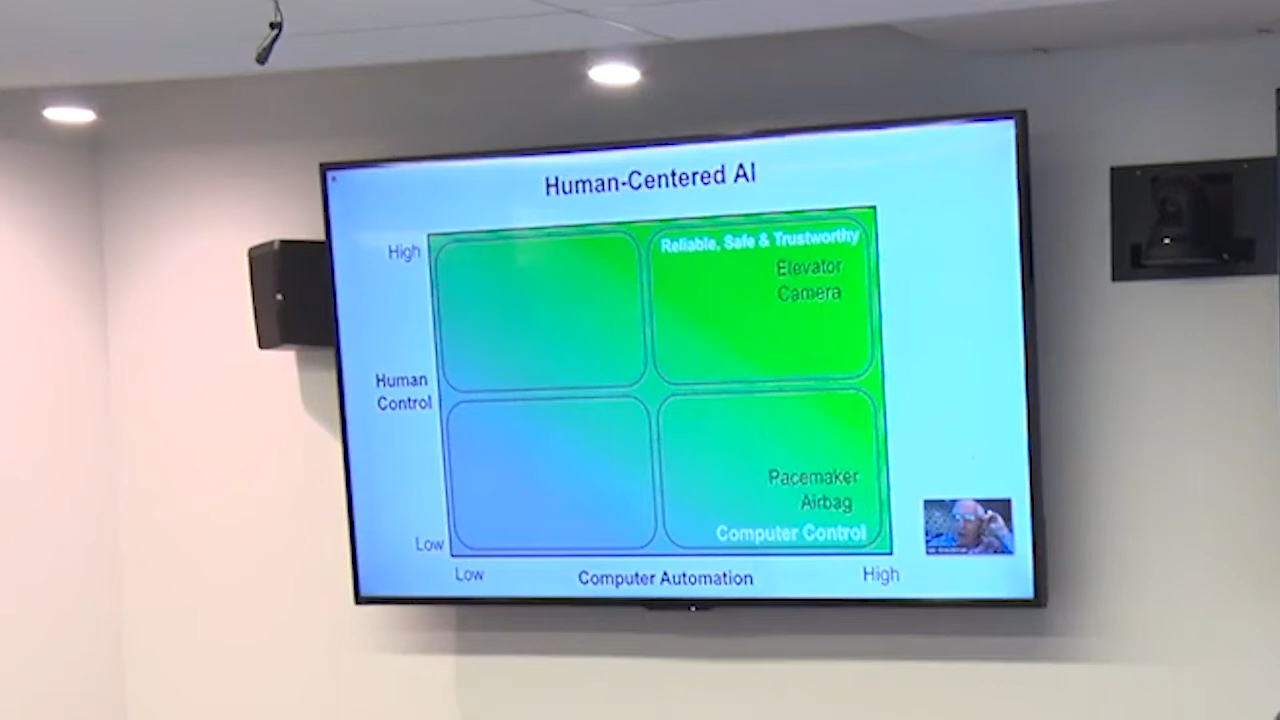 Human-Centered AI
High
Reliable, Safe & Trustworthy
Elevator
Camera
Human
Control
Pacemaker
Airbag
Computer Control
Low
Low
Computer Automation
High